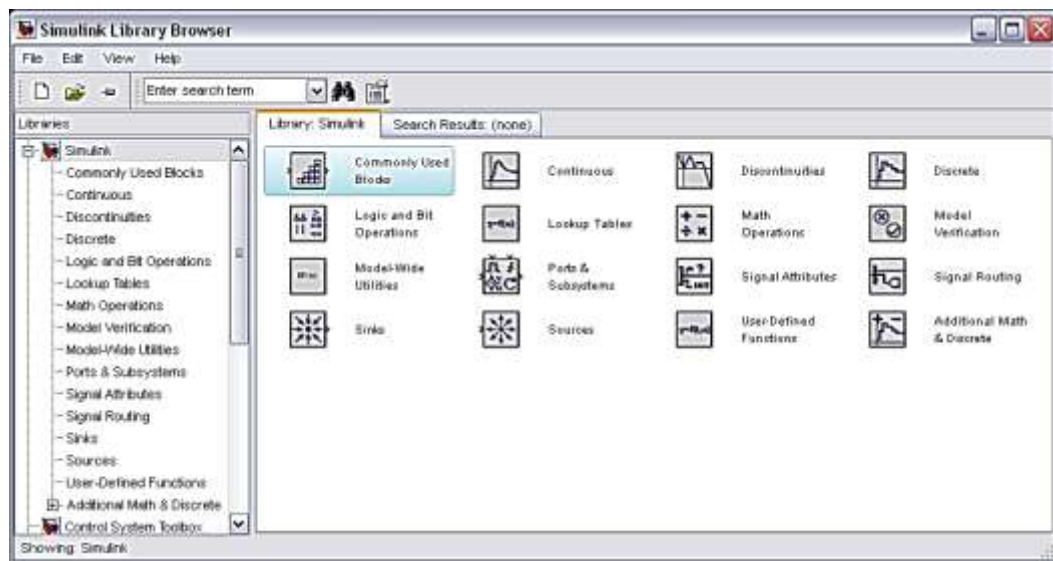 Simulink Library Browser
File Edit View Help
Enter search term
Libraries
Library: Simulink Search Results: (none)
Simulink
Commonly Used Blocks
Continuous
Discontinuities
Discrete
Logic and Bit Operations
Lookup Tables
Math Operations
Model Verification
Model-Wide Utilities
Ports & Subsystems
Signal Attributes
Signal Routing
Sinks
Sources
User-Defined Functions
Additional Math & Discrete
Control System Toolbox
Commonly Used
Blocks
Continuous
Discontinuities
Discrete
Logic and Bit
Operations
Lookup Tables
Math
Operations
Model
Verification
Model-Wide
Utilities
Ports &
Subsystems
Signal Attributes
Signal Routing
Sinks
Sources
User-Defined
Functions
Additional Math
& Discrete
Showing: Simulink